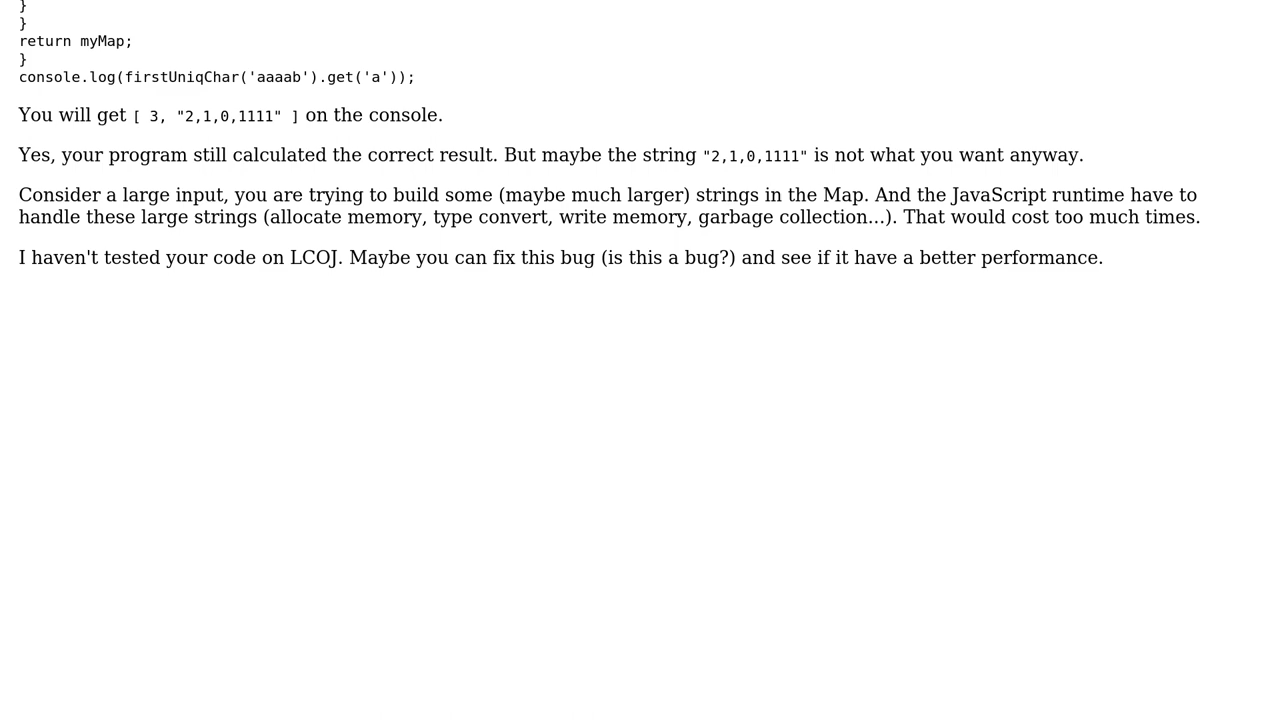 }
}
return myMap;
}
console.log(firstUniqChar('aaaab').get('a'));
You will get [ 3, "2,1,0,1111" ] on the console.
Yes, your program still calculated the correct result. But maybe the string "2,1,0,1111" is not what you want anyway.
Consider a large input, you are trying to build some (maybe much larger) strings in the Map. And the JavaScript runtime have to
handle these large strings (allocate memory, type convert, write memory, garbage collection...). That would cost too much times.
I haven't tested your code on LCOJ. Maybe you can fix this bug (is this a bug?) and see if it have a better performance.